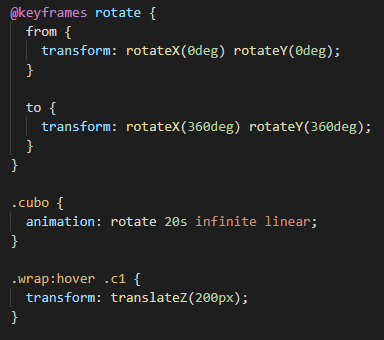 @keyframes rotate {
  from {
    transform: rotateX(0deg) rotateY(0deg);
  }

  to {
    transform: rotateX(360deg) rotateY(360deg);
  }
}

.cubo {
  animation: rotate 20s infinite linear;
}

.wrap:hover .c1 {
  transform: translateZ(200px);
}